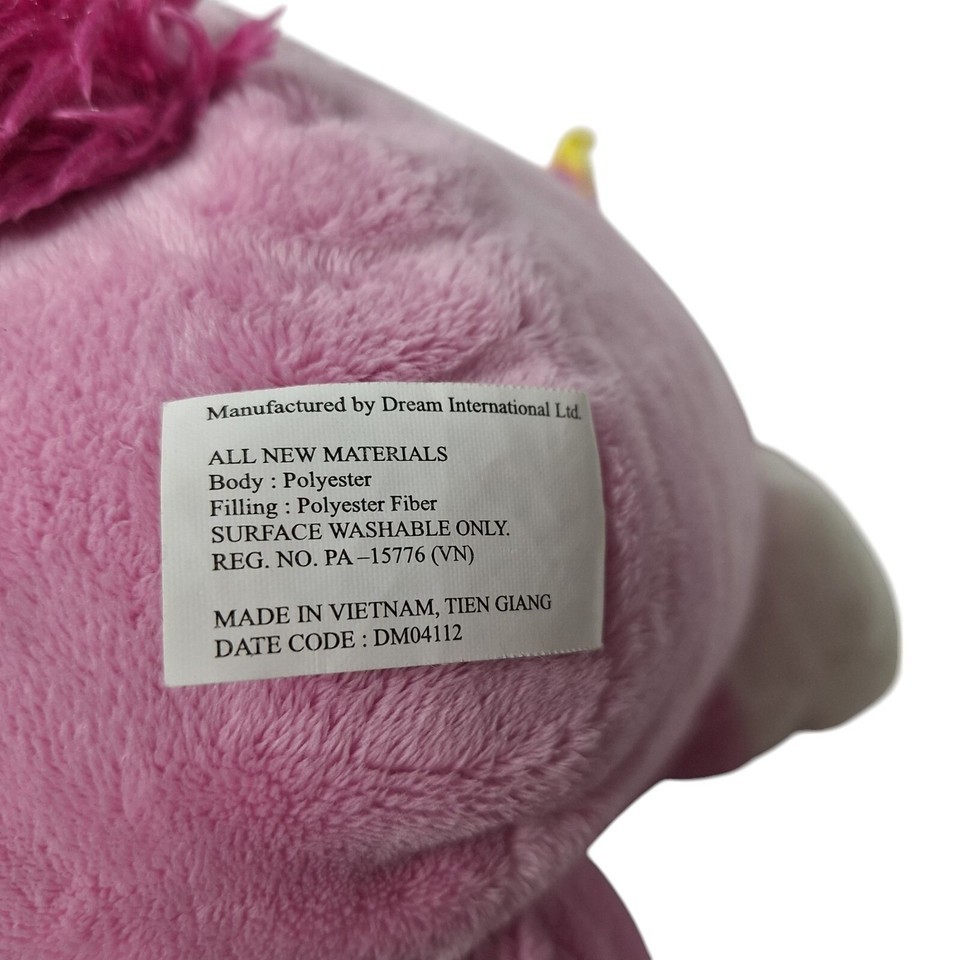 Manufactured by Dream International Ltd.
ALL NEW MATERIALS
Body : Polyester
Filling : Polyester Fiber
SURFACE WASHABLE ONLY.
REG. NO. PA –15776 (VN)
MADE IN VIETNAM, TIEN GIANG
DATE CODE : DM04112